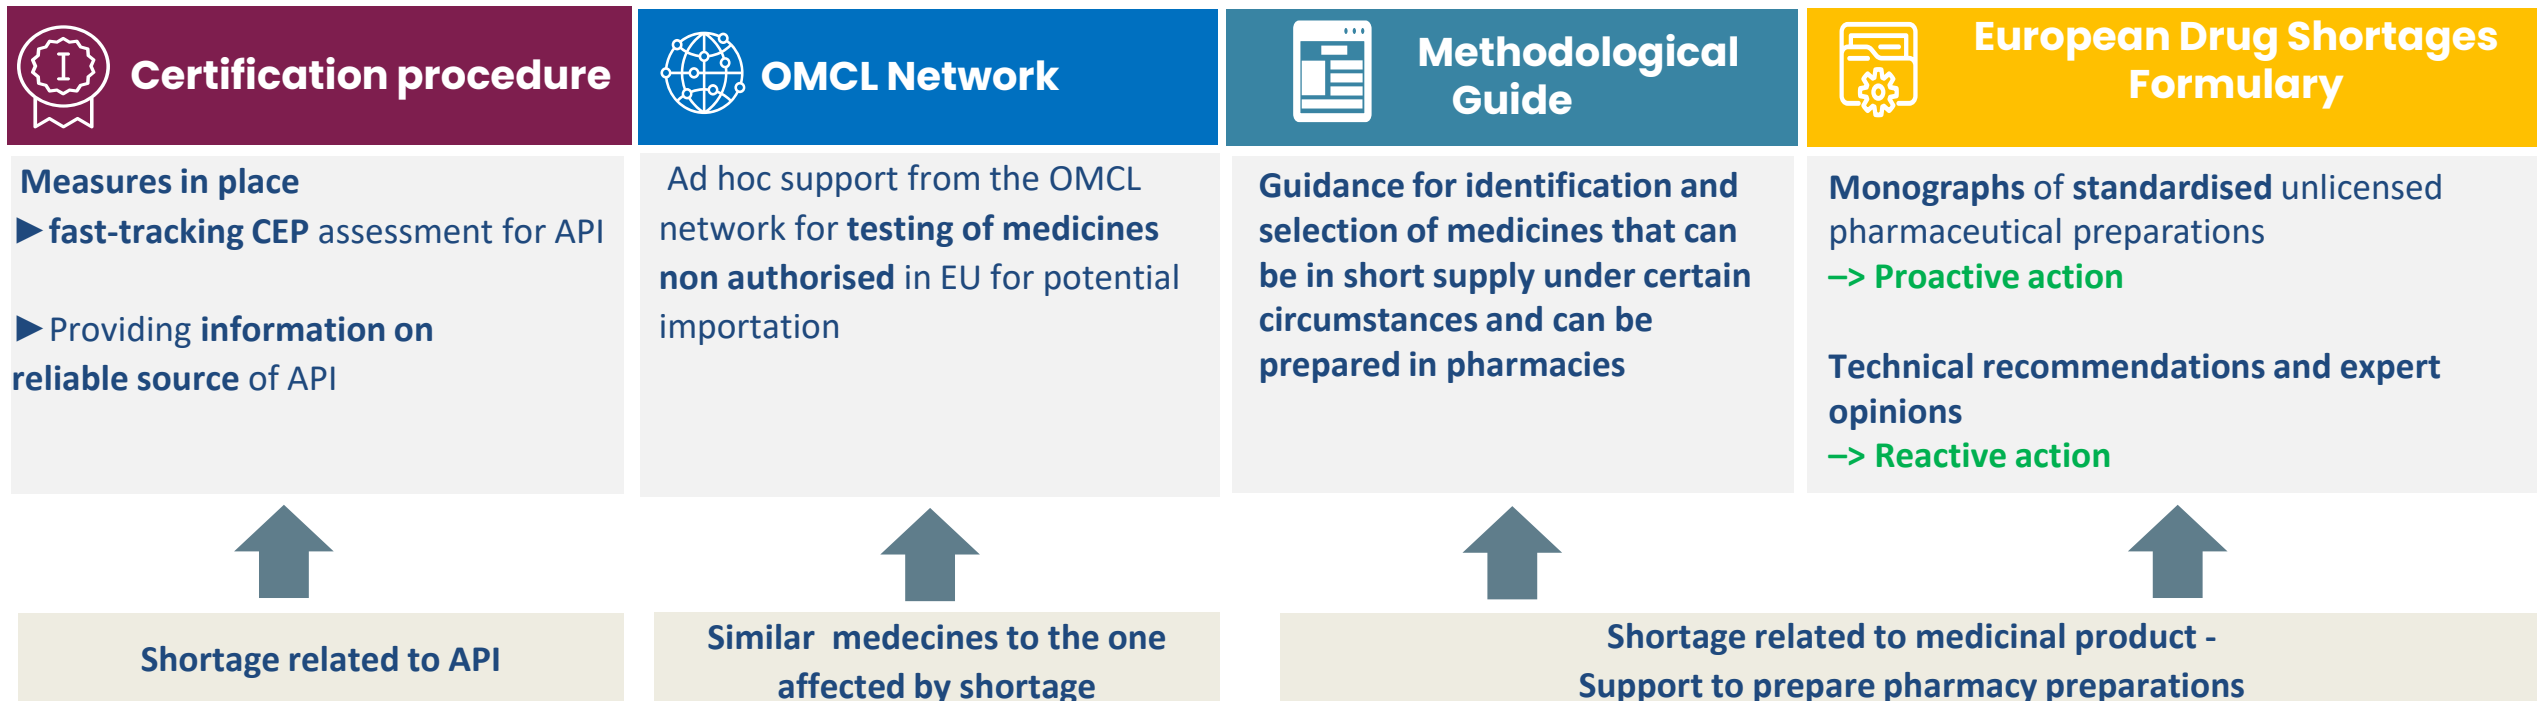 Certification procedure
Measures in place
►fast-tracking CEP assessment for API
►Providing information on
reliable source of API
Shortage related to API
OMCL Network
Ad hoc support from the OMCL
network for testing of medicines
non authorised in EU for potential
importation
Similar medecines to the one
affected by shortage
Methodological
Guide
Guidance for identification and
selection of medicines that can
be in short supply under certain
circumstances and can be
prepared in pharmacies
European Drug Shortages
Formulary
Monographs of standardised unlicensed
pharmaceutical preparations
–> Proactive action
Technical recommendations and expert
opinions
–> Reactive action
Shortage related to medicinal product -
Support to prepare pharmacy preparations